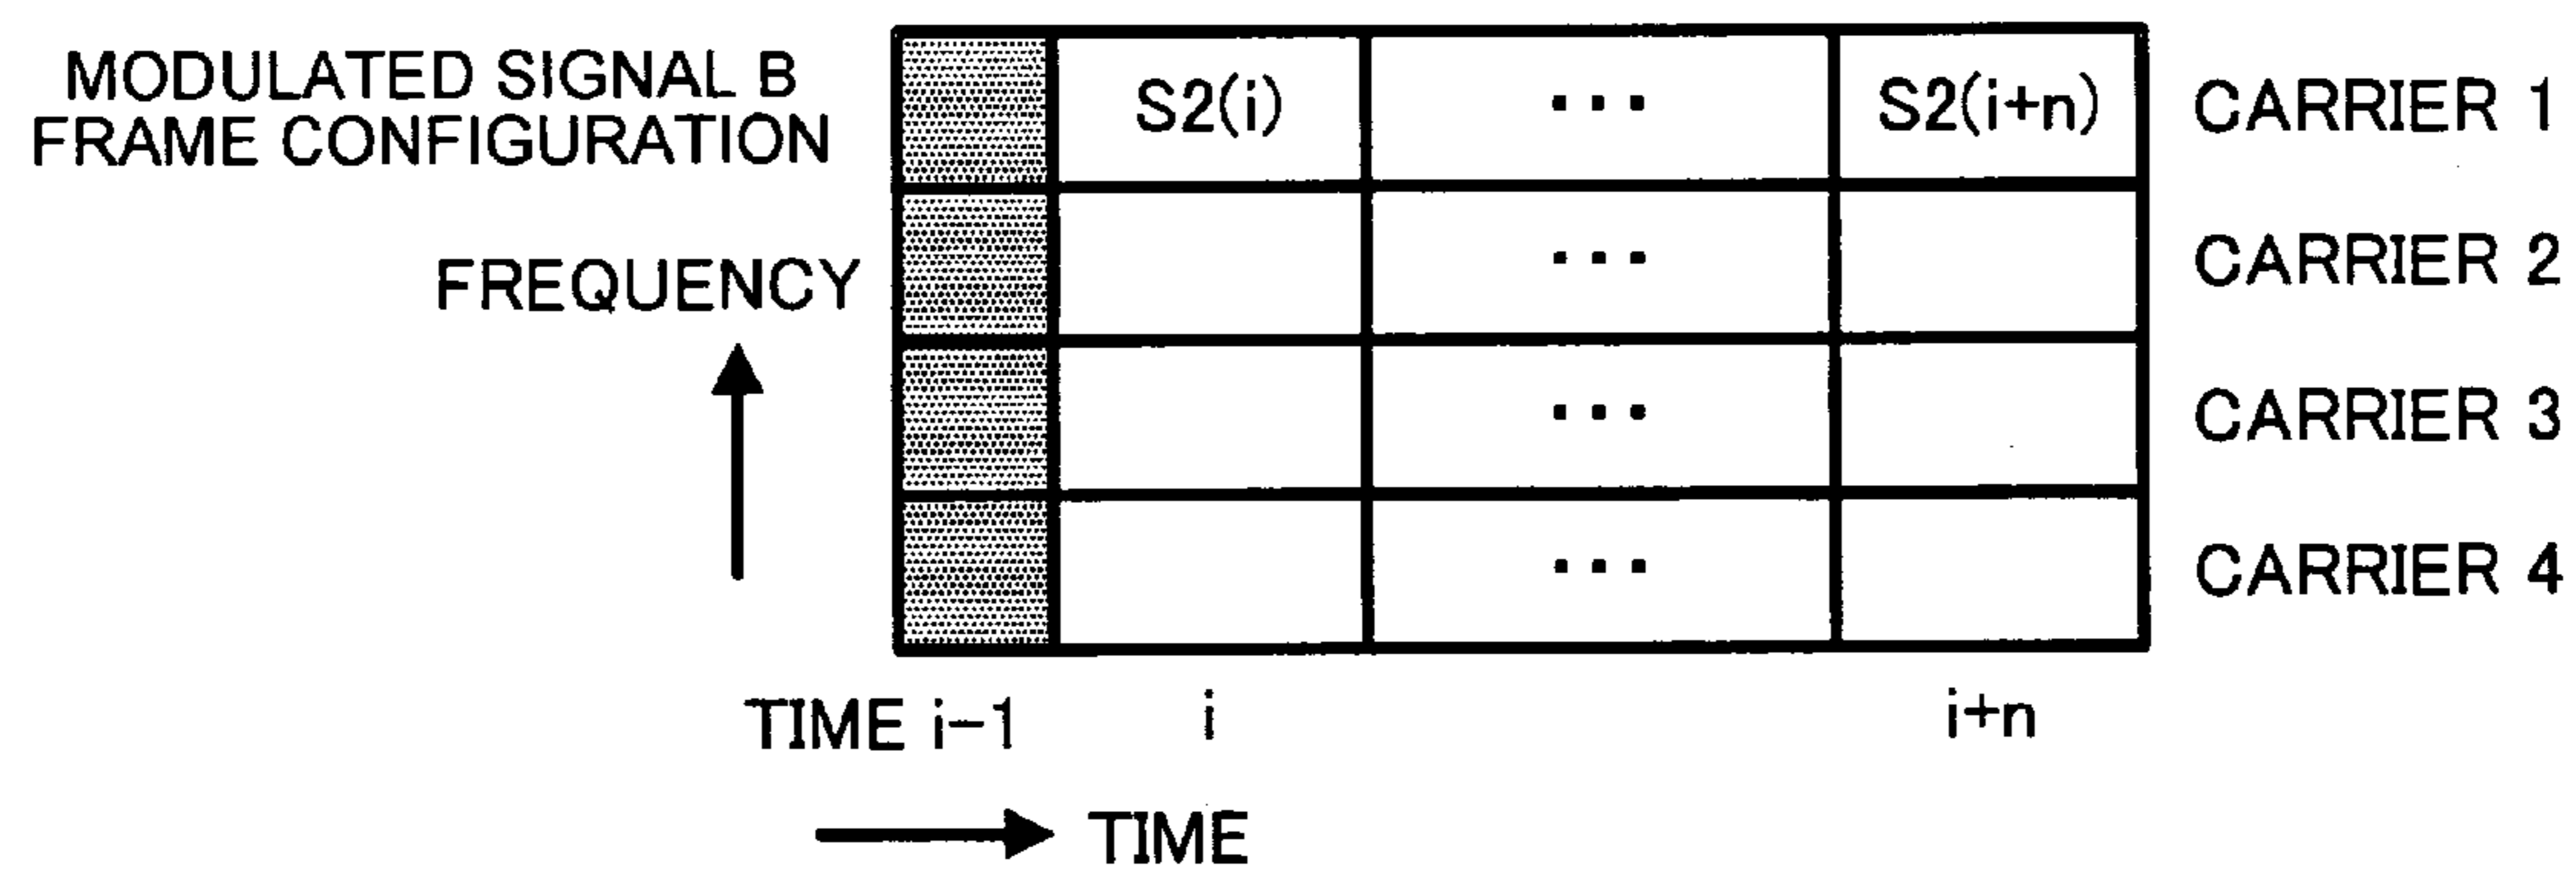 MODULATED SIGNAL B
FRAME CONFIGURATION
S2(i) ··· S2(i+n) CARRIER 1
FREQUENCY ··· CARRIER 2
··· CARRIER 3
··· CARRIER 4
TIME i-1 i i+n
TIME